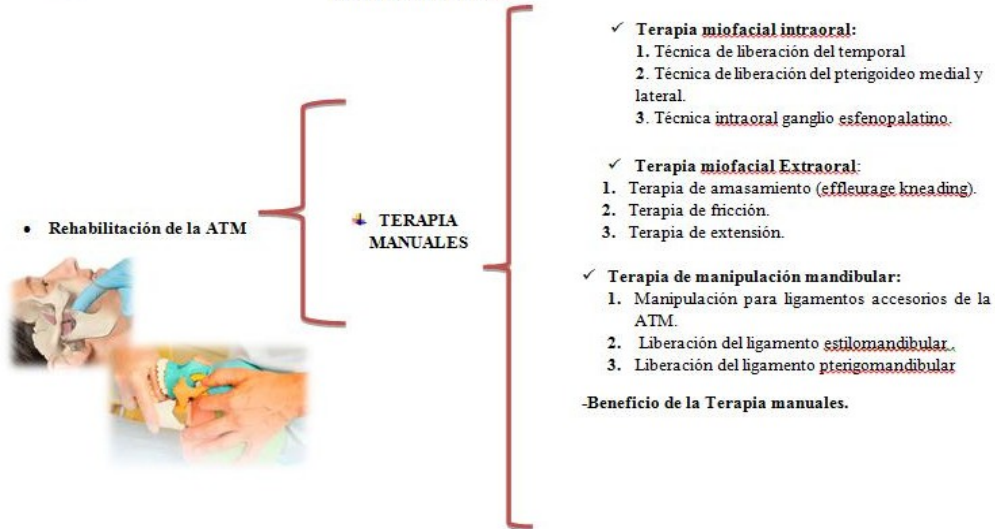 • Rehabilitación de la ATM
TERAPIA
MANUALES
✓ Terapia miofacial intraoral:
1. Técnica de liberación del temporal
2. Técnica de liberación del pterigoideo medial y
lateral.
3. Técnica intraoral ganglio esfenopalatino.
✓ Terapia miofacial Extraoral:
1. Terapia de amasamiento (effleurage kneading).
2. Terapia de fricción.
3. Terapia de extensión.
✓ Terapia de manipulación mandibular:
1. Manipulación para ligamentos accesorios de la
ATM.
2. Liberación del ligamento estilomandibular.
3. Liberación del ligamento pterigomandibular
-Beneficio de la Terapia manuales.